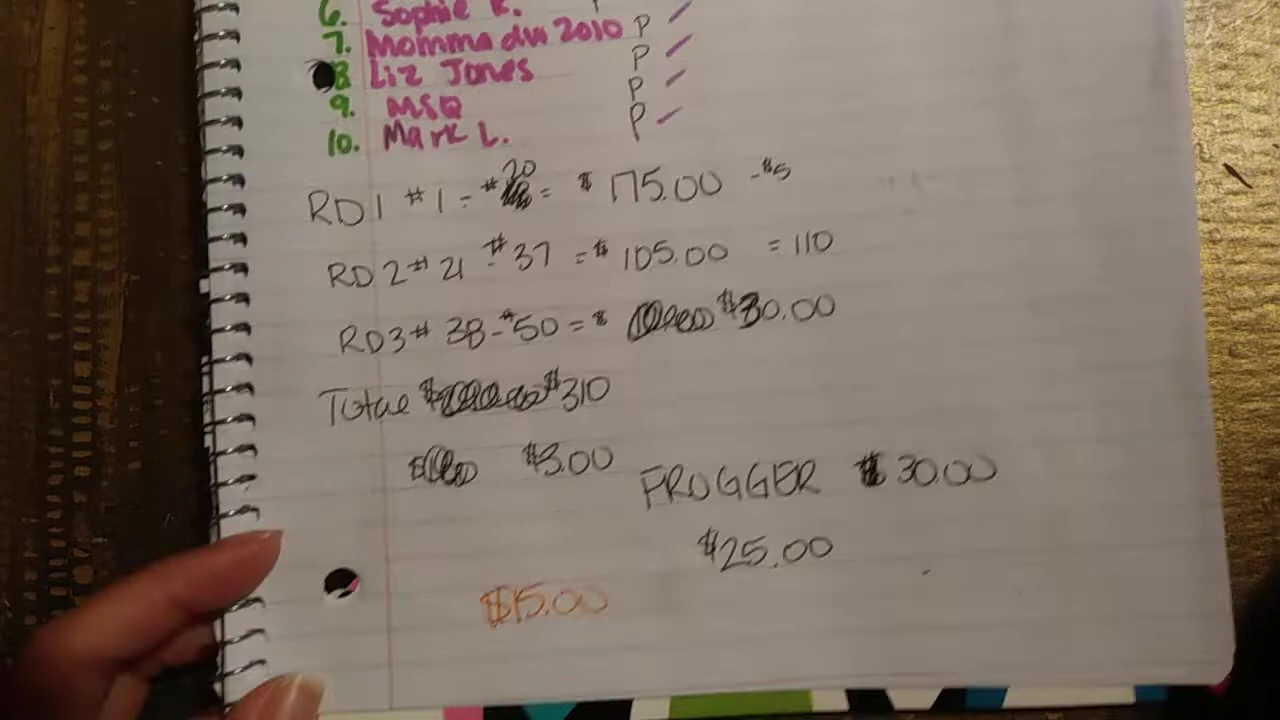 6. Sophie R. P
7. Mommadu 2010 P
8 Liz Jones P
9. MSQ P
10. Mark L. P
RD1 #1 - #20 = $175.00 -$5
RD2 #21 - #37 = $105.00 = 110
RD3 #38-#50 = $ $30.00
Total $310
$3.00
FROGGER $30.00
$25.00
$15.00